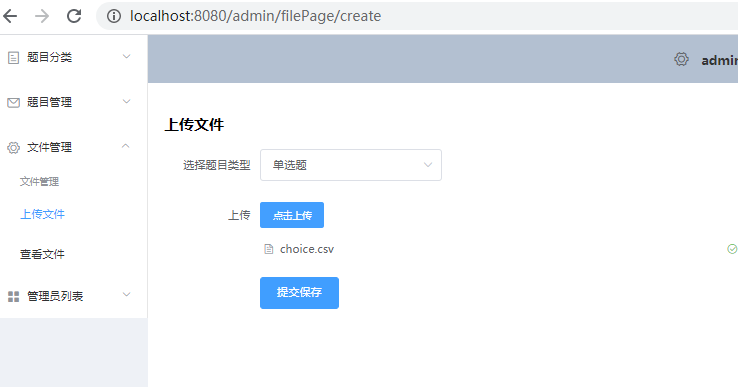 localhost:8080/admin/filePage/create
题目分类
admin
题目管理
上传文件
文件管理
选择题目类型 单选题
文件管理
上传文件
上传 点击上传
查看文件
choice.csv
管理员列表
提交保存